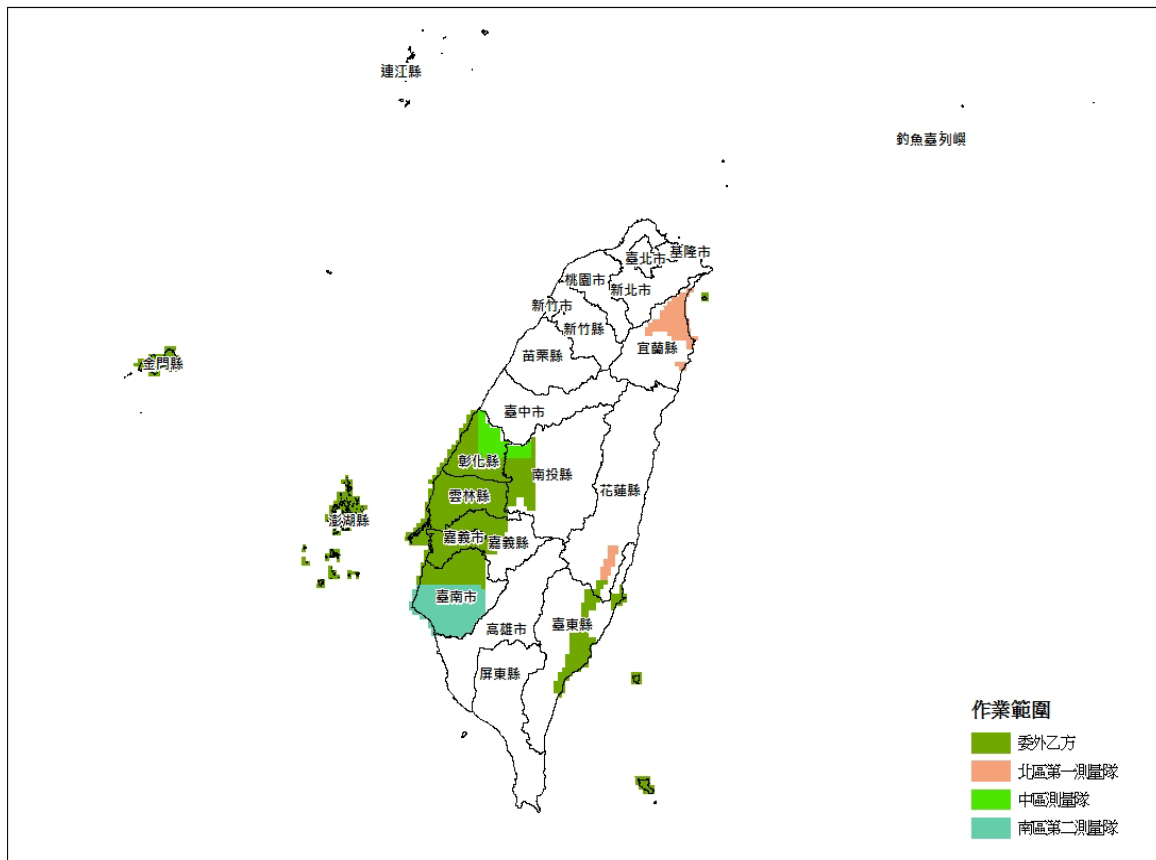 連江縣
釣魚臺列嶼
基隆市
臺北市
桃園市
新北市
新竹市
新竹縣
宜蘭縣
苗栗縣
金門縣
臺中市
彰化縣
南投縣
花蓮縣
雲林縣
澎湖縣
嘉義市
嘉義縣
臺南市
高雄市
臺東縣
屏東縣
作業範圍
委外乙方
北區第一測量隊
中區測量隊
南區第二測量隊